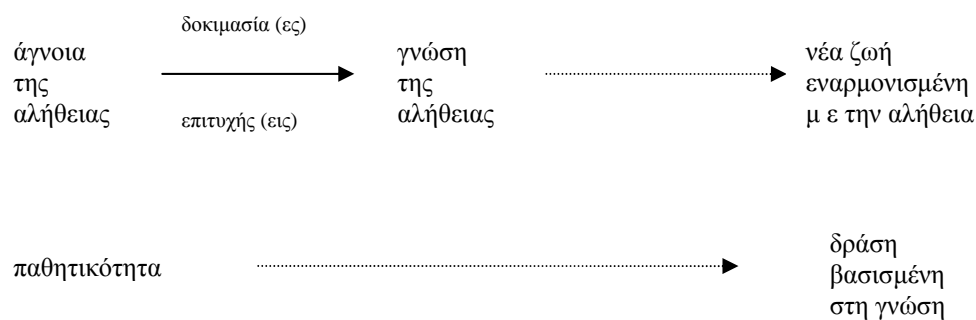 δοκιμασία (ες)
άγνοια
της
αλήθειας
επιτυχής (εις)
γνώση
της
αλήθειας
νέα ζωή
εναρμονισμένη
μ ε την αλήθεια
παθητικότητα
δράση
βασισμένη
στη γνώση